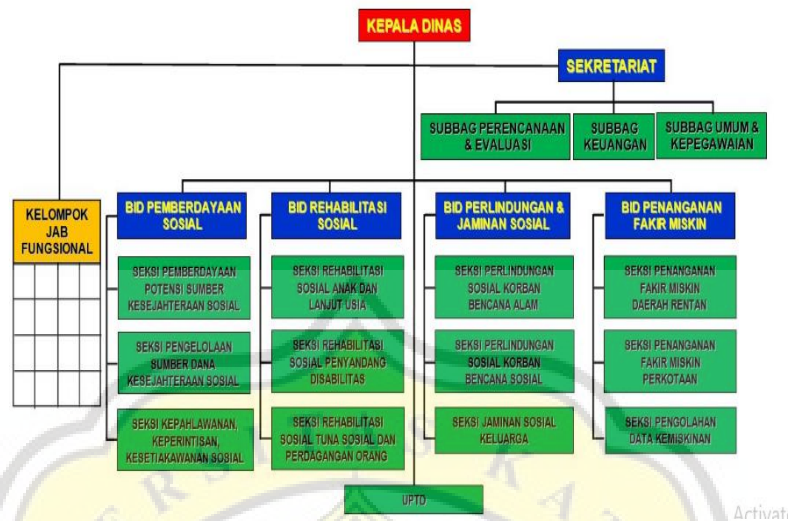 KEPALA DINAS
SEKRETARIAT
SUBBAG PERENCANAAN
& EVALUASI
SUBBAG
KEUANGAN
SUBBAG UMUM &
KEPEGAWAIAN
KELOMPOK
JAB
FUNGSIONAL
BID PEMBERDAYAAN
SOSIAL
BID REHABILITASI
SOSIAL
BID PERLINDUNGAN &
JAMINAN SOSIAL
BID PENANGANAN
FAKIR MISKIN
SEKSI PEMBERDAYAAN
POTENSI SUMBER
KESEJAHTERAAN SOSIAL
SEKSI REHABILITASI
SOSIAL ANAK DAN
LANJUT USIA
SEKSI PERLINDUNGAN
SOSIAL KORBAN
BENCANA ALAM
SEKSI PENANGANAN
FAKIR MISKIN
DAERAH RENTAN
SEKSI PENGELOLAAN
SUMBER DANA
KESEJAHTERAAN SOSIAL
SEKSI REHABILITASI
SOSIAL PENYANDANG
DISABILITAS
SEKSI PERLINDUNGAN
SOSIAL KORBAN
BENCANA SOSIAL
SEKSI PENANGANAN
FAKIR MISKIN
PERKOTAAN
SEKSI KEPAHLAWANAN,
KEPERINTISAN,
KESETIAKAWANAN SOSIAL
SEKSI REHABILITASI
SOSIAL TUNA SOSIAL DAN
PERDAGANGAN ORANG
SEKSI JAMINAN SOSIAL
KELUARGA
SEKSI PENGOLAHAN
DATA KEMISKINAN
UPTD
Activate